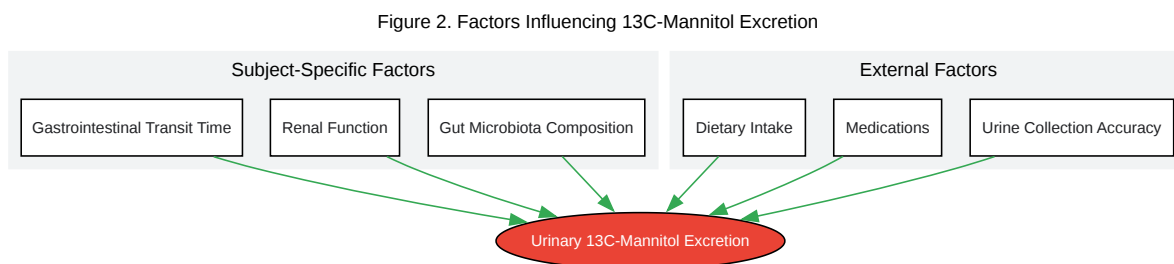 Figure 2. Factors Influencing 13C-Mannitol Excretion
Subject-Specific Factors
External Factors
Gastrointestinal Transit Time
Renal Function
Gut Microbiota Composition
Dietary Intake
Medications
Urine Collection Accuracy
Urinary 13C-Mannitol Excretion